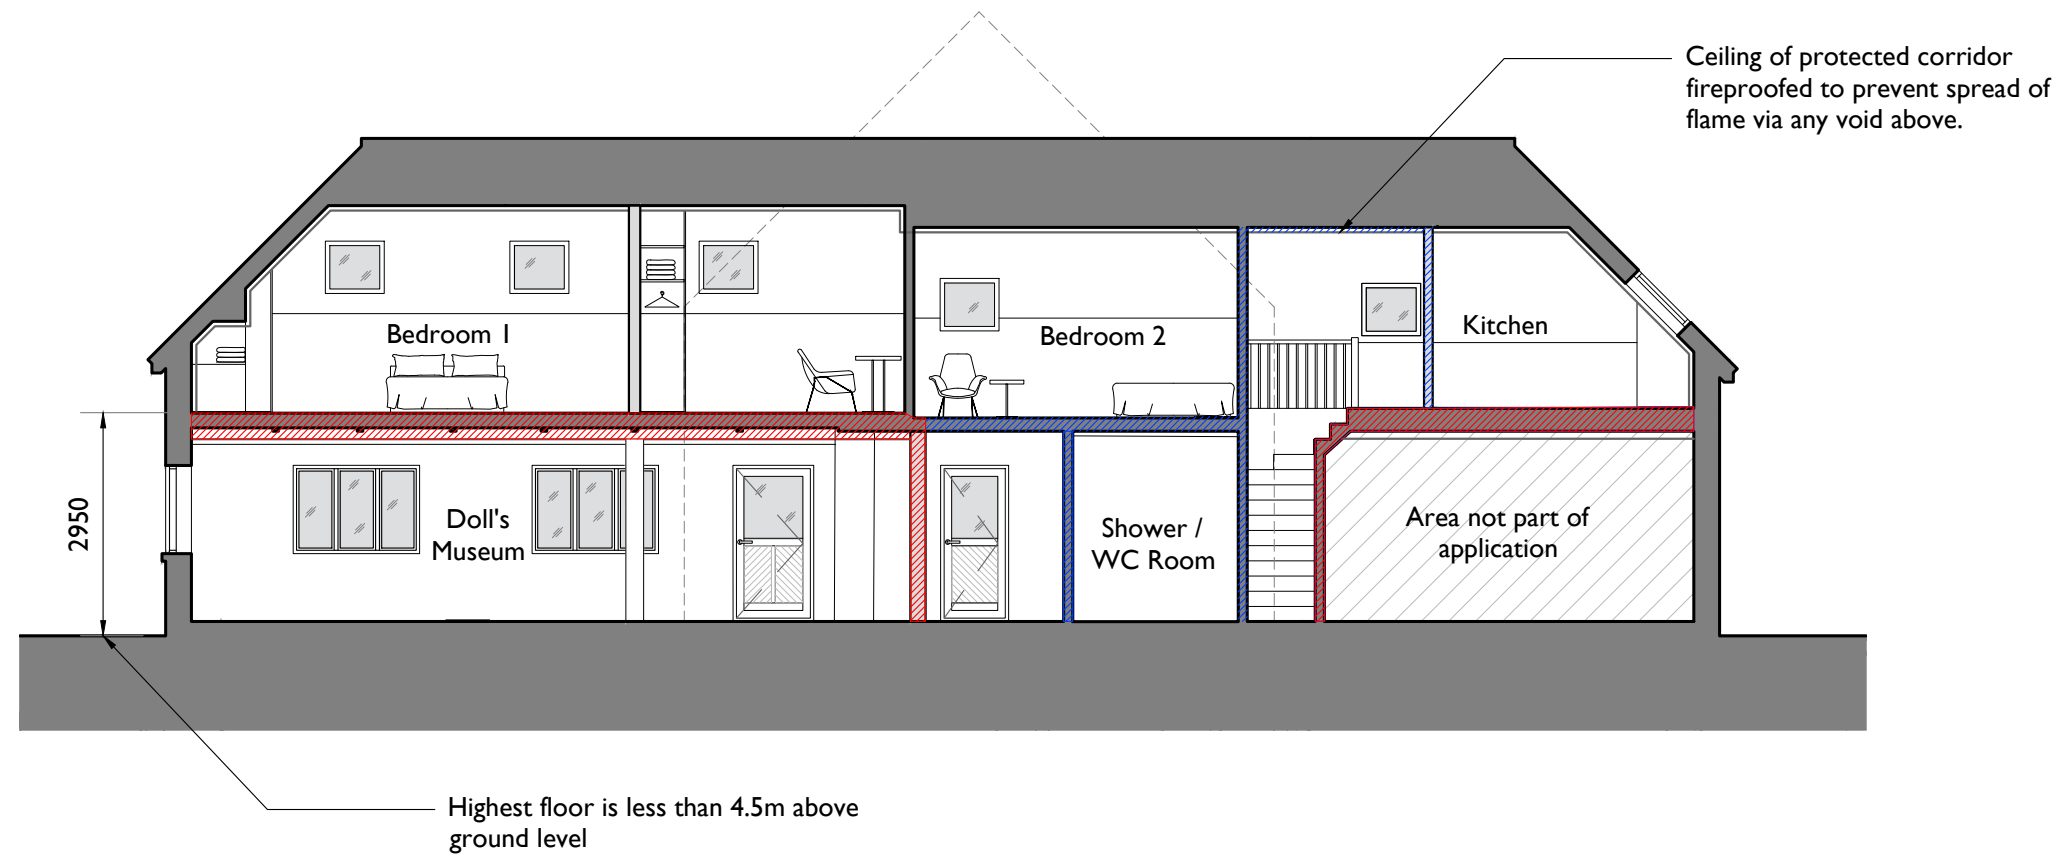 Ceiling of protected corridor
fireproofed to prevent spread of
flame via any void above.
Bedroom 1
Bedroom 2
Kitchen
2950
Doll's
Museum
Shower /
WC Room
Area not part of
application
Highest floor is less than 4.5m above
ground level